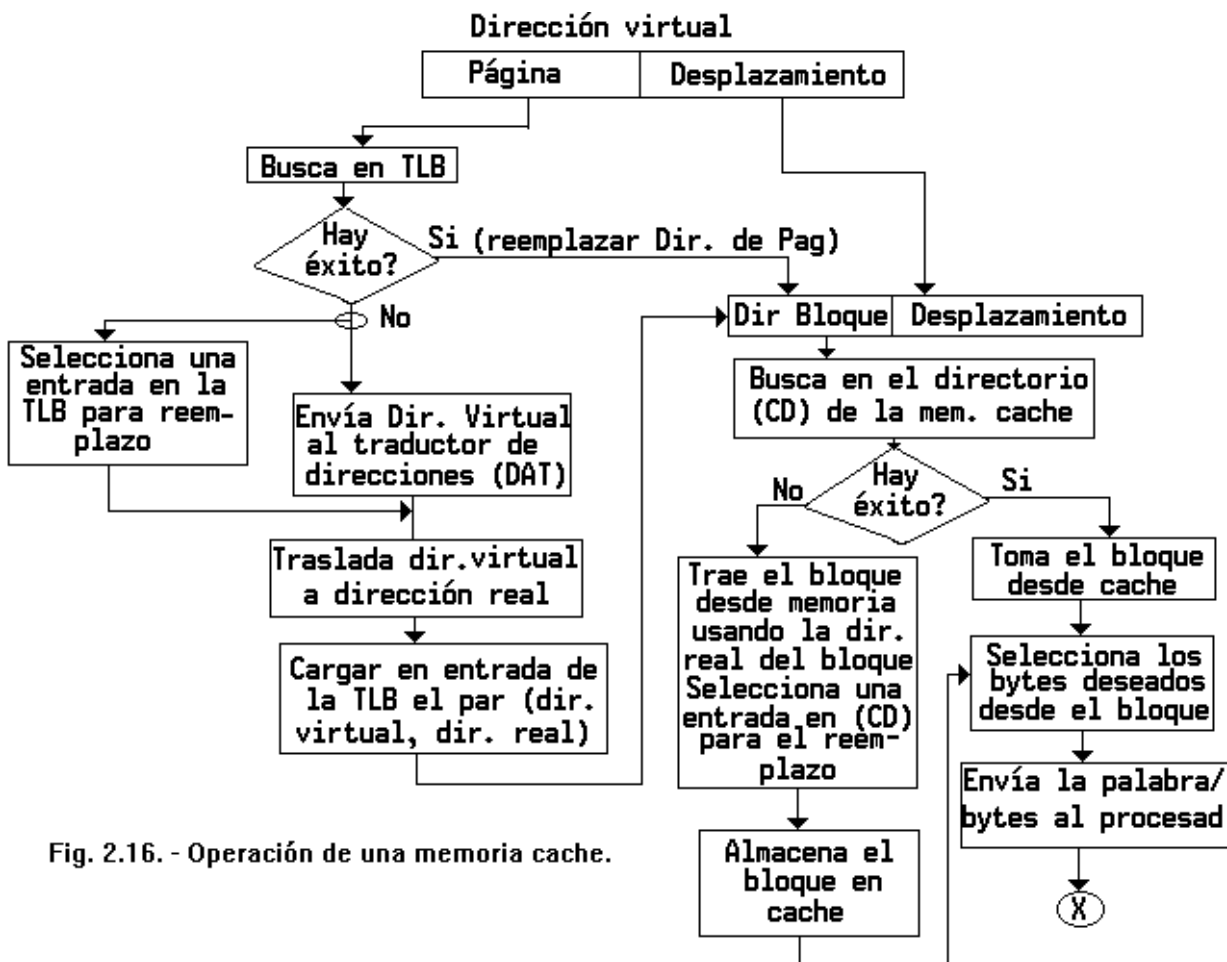 Dirección virtual
Página
Desplazamiento
Busca en TLB
Hay
éxito?
Si (reemplazar Dir. de Pag)
No
Selecciona una
entrada en la
TLB para reem-
plazo
Envía Dir. Virtual
al traductor de
direcciones (DAT)
Traslada dir.virtual
a dirección real
Cargar en entrada de
la TLB el par (dir.
virtual, dir. real)
Dir Bloque
Desplazamiento
Busca en el directorio
(CD) de la mem. cache
Hay
éxito?
No
Si
Trae el bloque
desde memoria
usando la dir.
real del bloque
Selecciona una
entrada en (CD)
para el reem-
plazo
Almacena el
bloque en
cache
Toma el bloque
desde cache
Selecciona los
bytes deseados
desde el bloque
Envía la palabra/
bytes al procesad
X
Fig. 2.16. - Operación de una memoria cache.